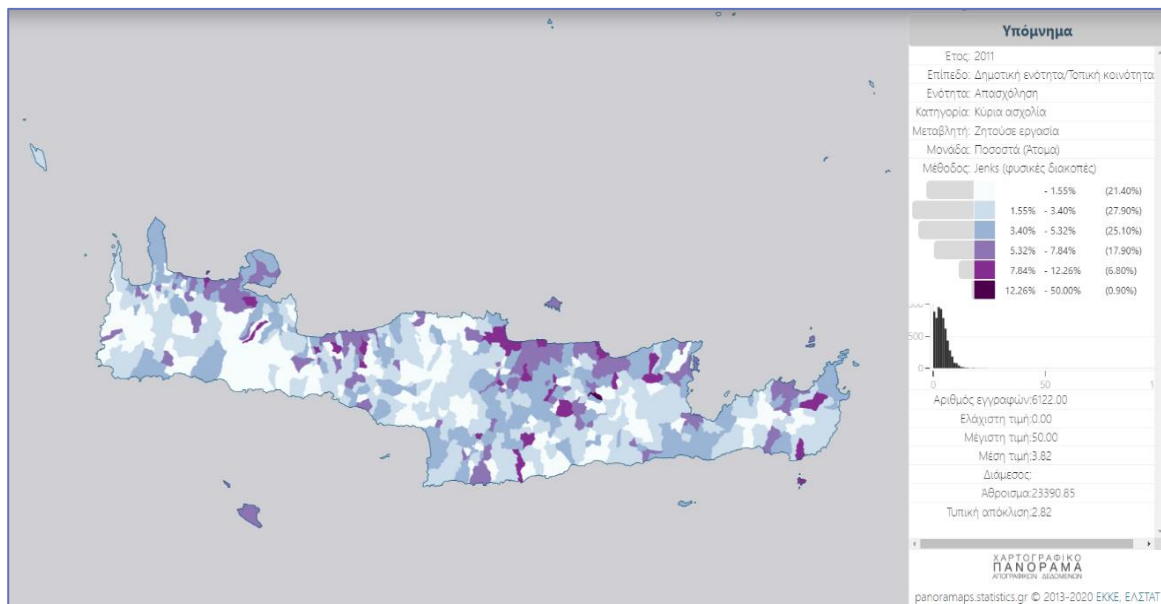 Υπόμνημα
Ετος: 2011
Επίπεδο: Δημοτική ενότητα/Τοπική κοινότητα
Ενότητα: Απασχόληση
Κατηγορία: Κύρια ασχολία
Μεταβλητή: Ζητούσε εργασία
Μονάδα: Ποσοστά (Άτομα)
Μέθοδος: Jenks (φυσικές διακοπές)
- 1.55% (21.40%)
1.55% - 3.40% (27.90%)
3.40% - 5.32% (25.10%)
5.32% - 7.84% (17.90%)
7.84% - 12.26% (6.80%)
12.26% - 50.00% (0.90%)
500
0
0 50 1
Αριθμός εγγραφών:6122.00
Ελάχιστη τιμή:0.00
Μέγιστη τιμή:50.00
Μέση τιμή:3.82
Διάμεσος:
Άθροισμα:23390.85
Τυπική απόκλιση:2.82
ΧΑΡΤΟΓΡΑΦΙΚΟ
ΠΑΝΟΡΑΜΑ
ΑΠΟΓΡΑΦΙΚΩΝ ΔΕΔΟΜΕΝΩΝ
panoramaps.statistics.gr © 2013-2020 ΕΚΚΕ, ΕΛΣΤΑΤ